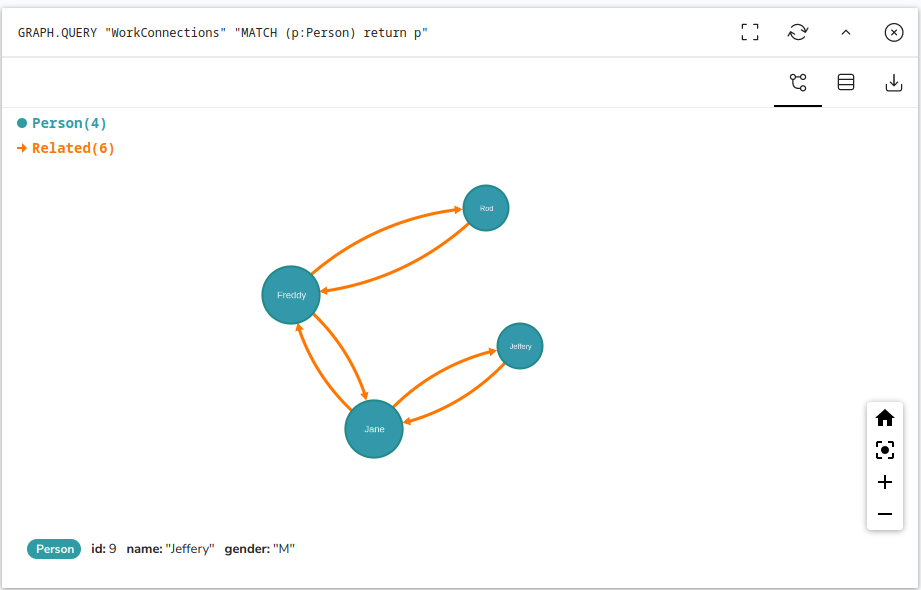 GRAPH.QUERY "WorkConnections" "MATCH (p:Person) return p"
Person(4)
Related(6)
Rod
Freddy
Jeffery
Jane
Person id: 9 name: "Jeffery" gender: "M"